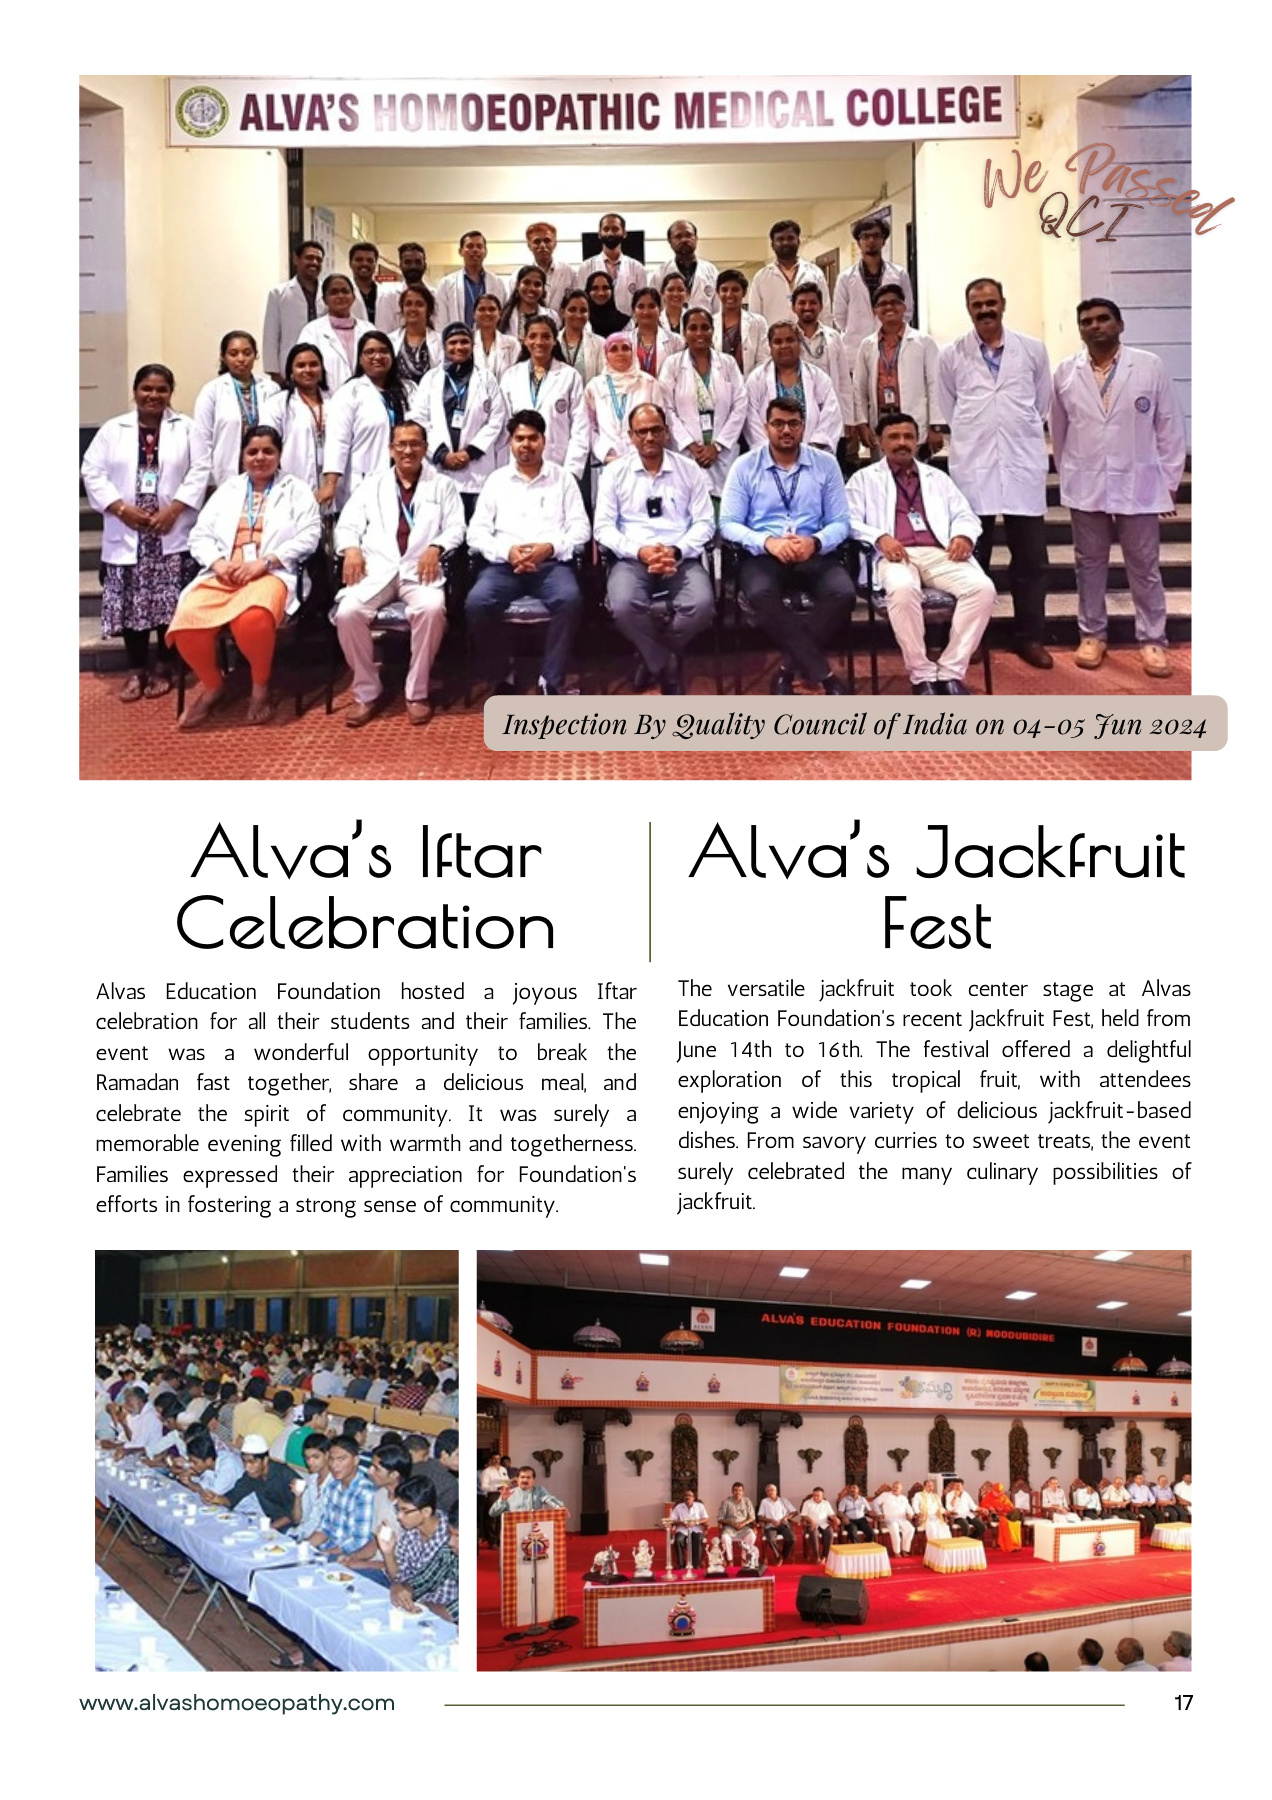 ALVA'S HOMOEOPATHIC MEDICAL COLLEGE
We Passed
QCI
Inspection By Quality Council of India on 04-05 Jun 2024
Alva's Iftar
Celebration
Alvas Education Foundation hosted a joyous Iftar
celebration for all their students and their families. The
event was a wonderful opportunity to break the
Ramadan fast together, share a delicious meal, and
celebrate the spirit of community. It was surely a
memorable evening filled with warmth and togetherness.
Families expressed their appreciation for Foundation's
efforts in fostering a strong sense of community.
Alva's Jackfruit
Fest
The versatile jackfruit took center stage at Alvas
Education Foundation's recent Jackfruit Fest, held from
June 14th to 16th. The festival offered a delightful
exploration of this tropical fruit, with attendees
enjoying a wide variety of delicious jackfruit-based
dishes. From savory curries to sweet treats, the event
surely celebrated the many culinary possibilities of
jackfruit.
ALVA'S EDUCATION FOUNDATION (R) MOODUBIDIRE
www.alvashomoeopathy.com
17